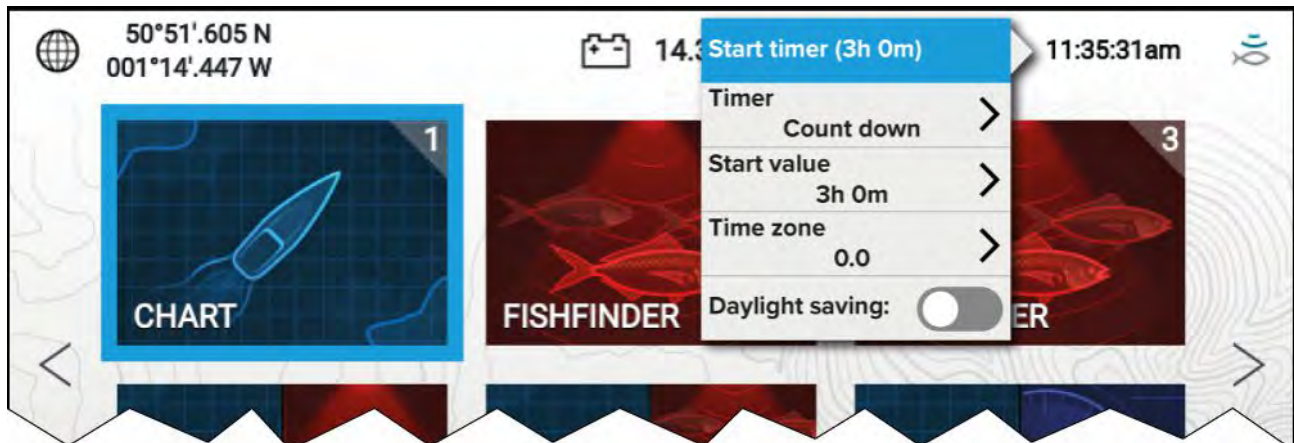 50°51'.605 N
001°14'.447 W
14.
11:35:31am
Start timer (3h 0m)
Timer
Count down
Start value
3h 0m
Time zone
0.0
Daylight saving:
1
CHART
FISHFINDER
3
ER